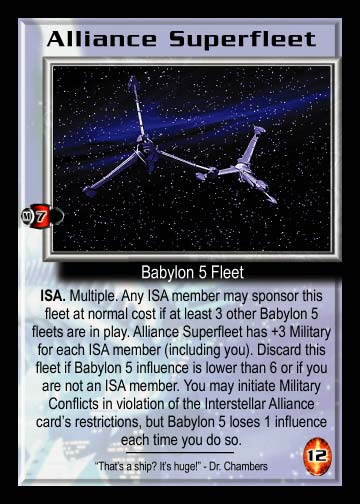 Alliance Superfleet
M 7
Babylon 5 Fleet
ISA. Multiple. Any ISA member may sponsor this
fleet at normal cost if at least 3 other Babylon 5
fleets are in play. Alliance Superfleet has +3 Military
for each ISA member (including you). Discard this
fleet if Babylon 5 influence is lower than 6 or if you
are not an ISA member. You may initiate Military
Conflicts in violation of the Interstellar Alliance
card's restrictions, but Babylon 5 loses 1 influence
each time you do so.
12
“That's a ship? It's huge!” - Dr. Chambers